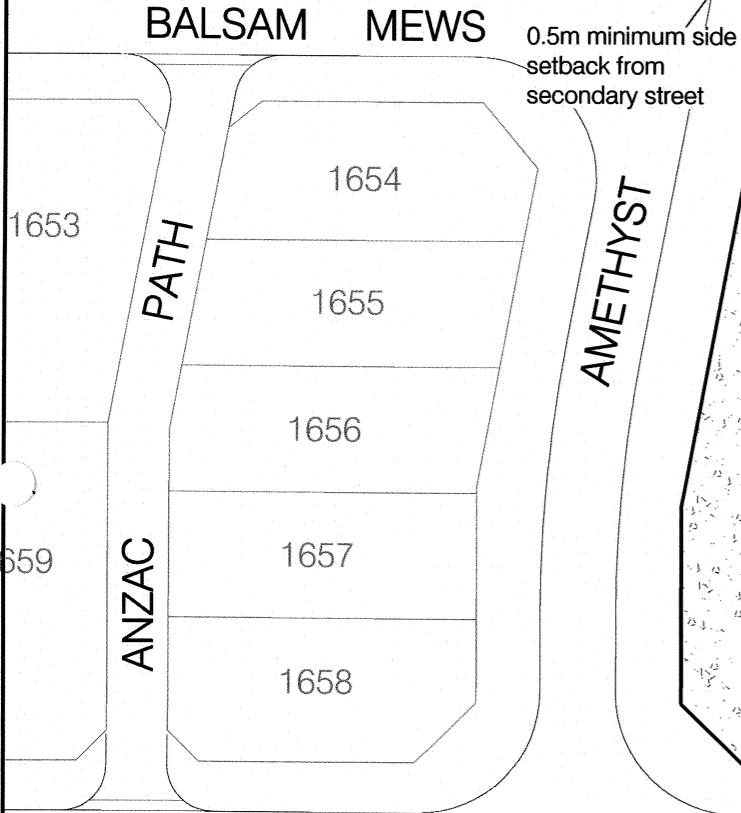 BALSAM MEWS
0.5m minimum side
setback from
secondary street
1654
1653
PATH
AMETHYST
1655
1656
ANZAC
1657
659
1658